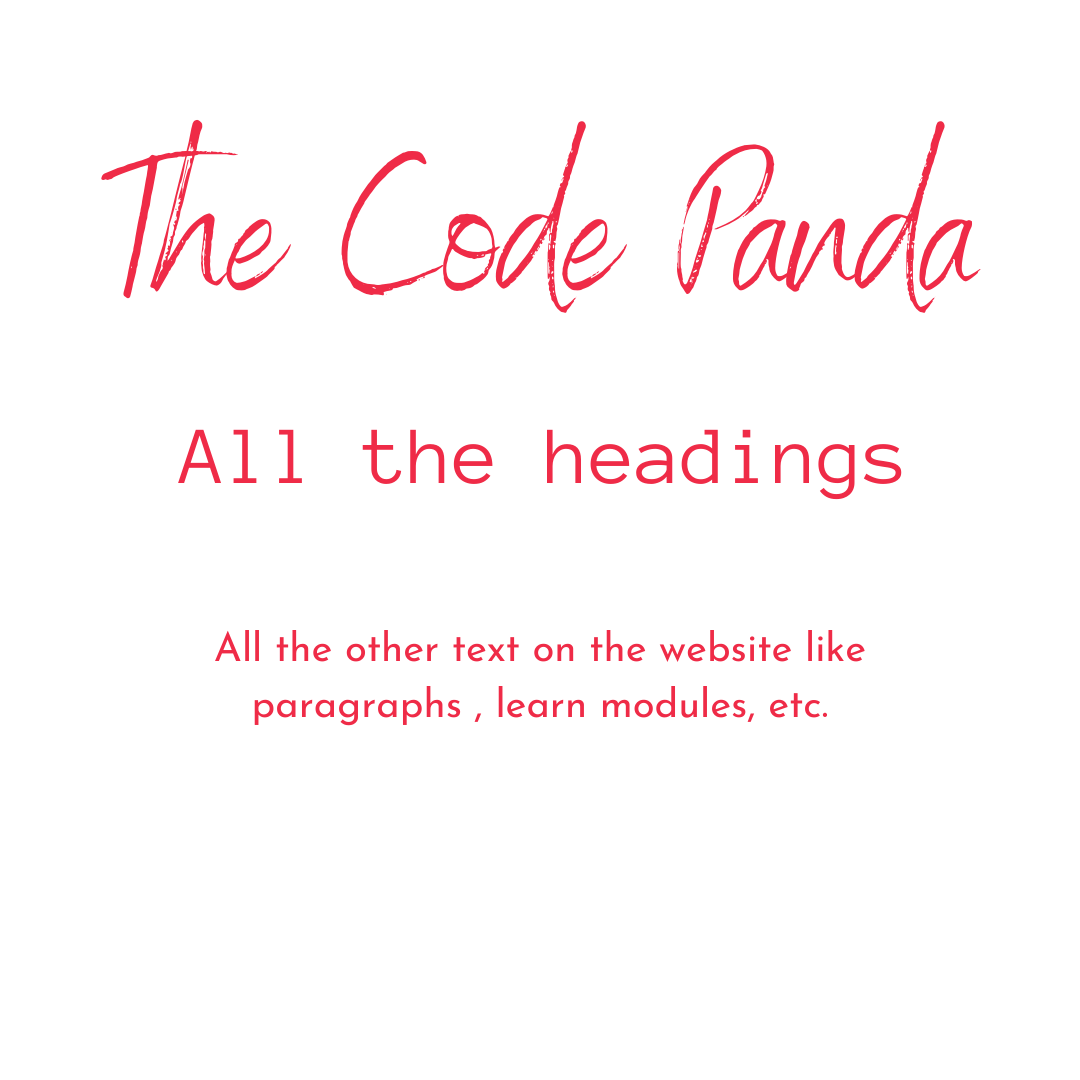 The Code Panda
All the headings
All the other text on the website like
paragraphs , learn modules, etc.